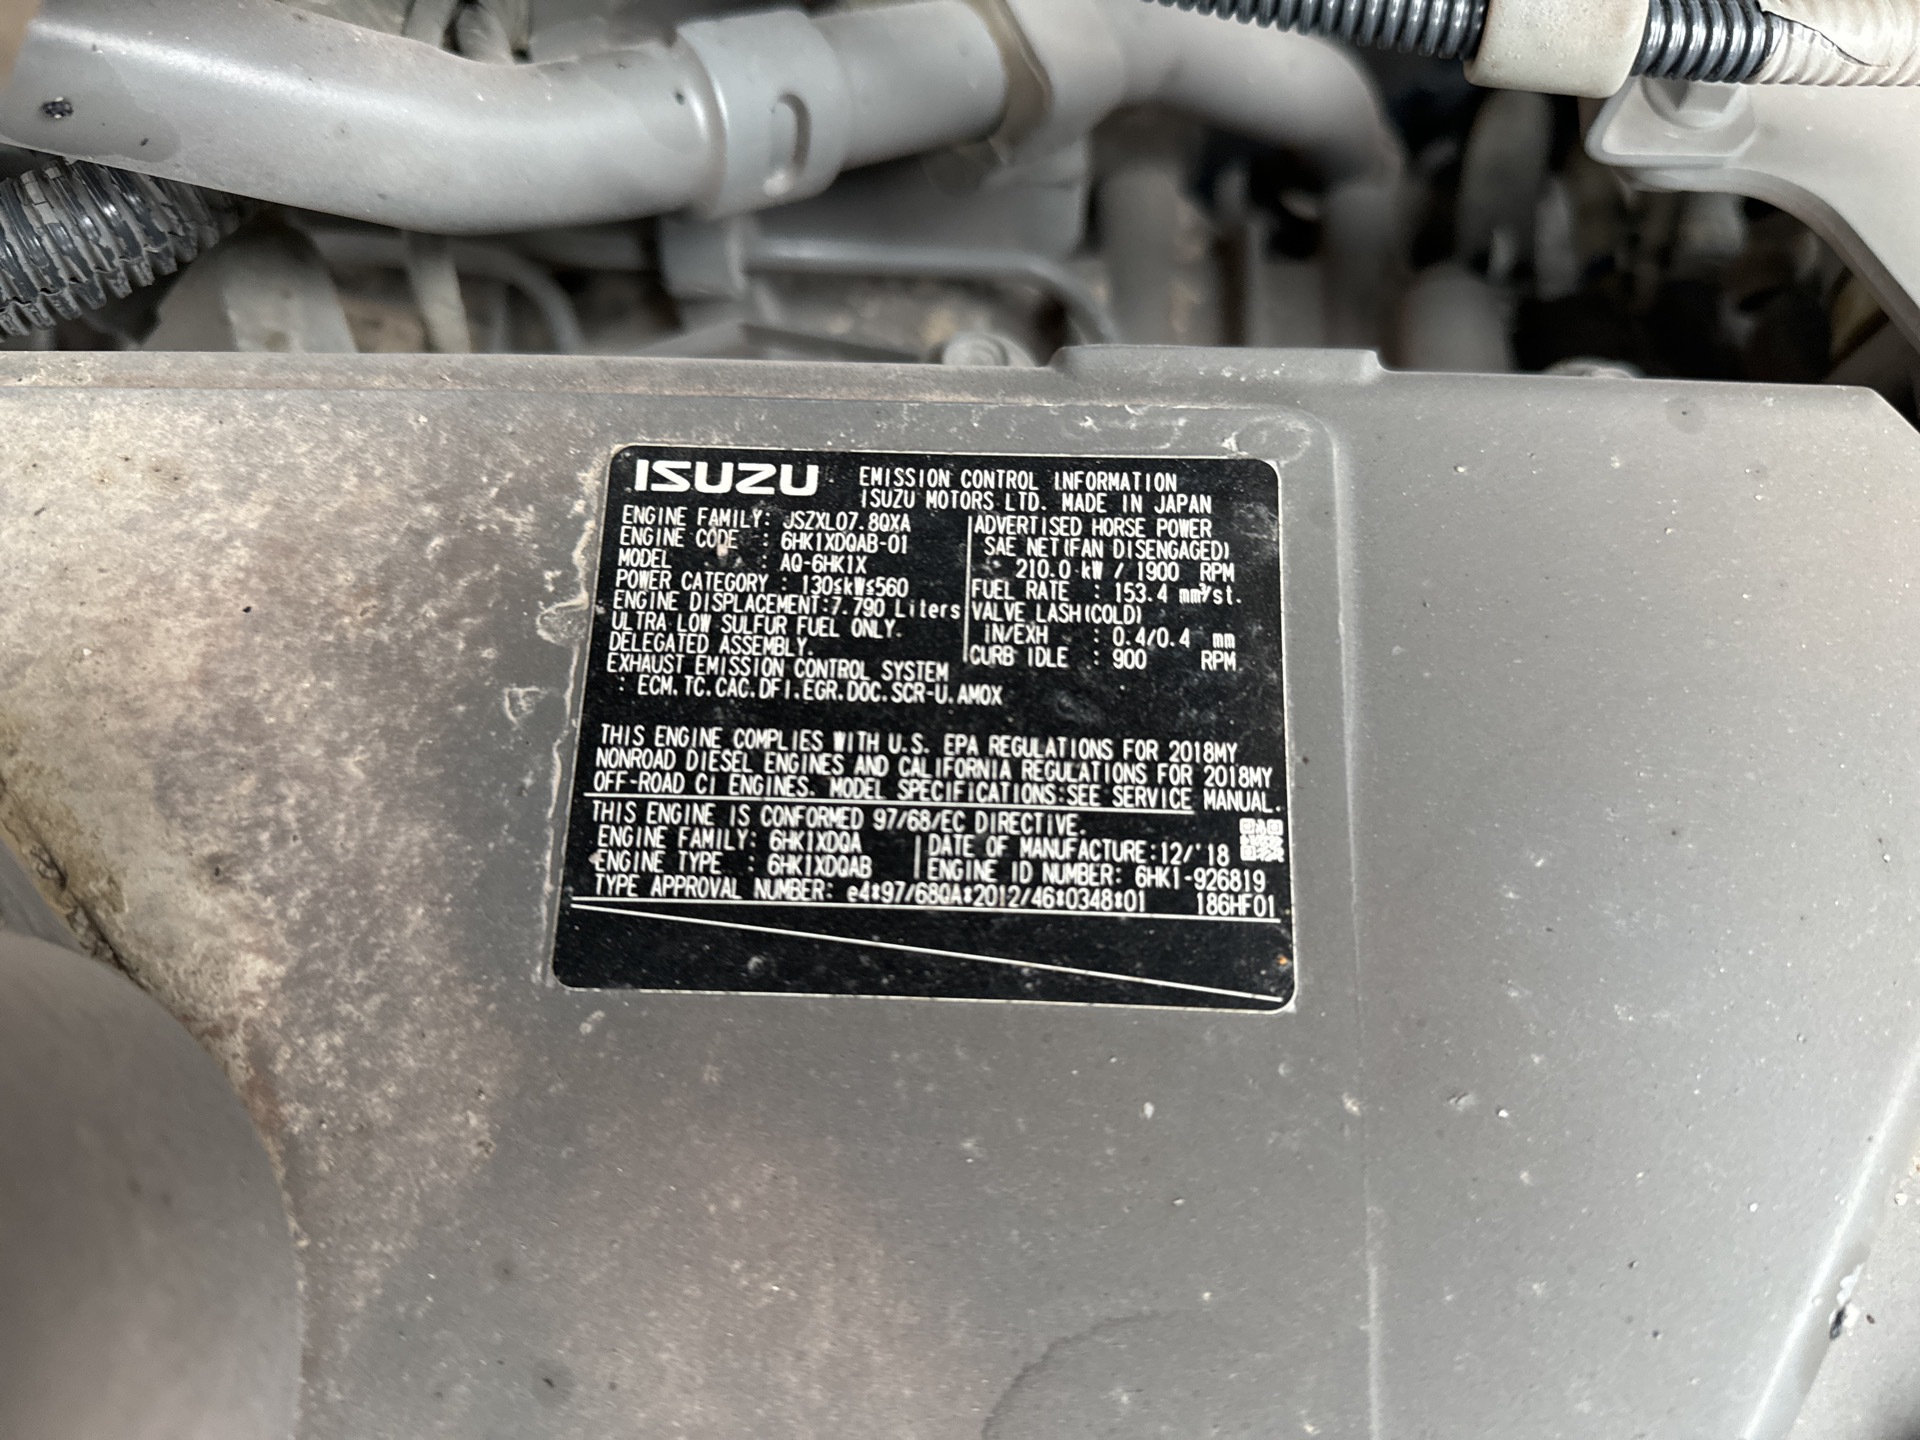 ISUZU EMISSION CONTROL INFORMATION
ISUZU MOTORS LTD. MADE IN JAPAN
ENGINE FAMILY: JSZXL07.8QXA
ENGINE CODE : 6HK1XDQAB-01
MODEL : AQ-6HK1X
POWER CATEGORY : 130≤kW≤560
ENGINE DISPLACEMENT:7.790 Liters
ULTRA LOW SULFUR FUEL ONLY.
DELEGATED ASSEMBLY.
EXHAUST EMISSION CONTROL SYSTEM
: ECM.TC.CAC.DFI.EGR.DOC.SCR-U.AMOX
ADVERTISED HORSE POWER
SAE NET(FAN DISENGAGED)
210.0 kW / 1900 RPM
FUEL RATE : 153.4 mm³/st.
VALVE LASH(COLD)
IN/EXH : 0.4/0.4 mm
CURB IDLE : 900 RPM
THIS ENGINE COMPLIES WITH U.S. EPA REGULATIONS FOR 2018MY
NONROAD DIESEL ENGINES AND CALIFORNIA REGULATIONS FOR 2018MY
OFF-ROAD CI ENGINES. MODEL SPECIFICATIONS:SEE SERVICE MANUAL.
THIS ENGINE IS CONFORMED 97/68/EC DIRECTIVE.
ENGINE FAMILY: 6HK1XDQA
ENGINE TYPE : 6HK1XDQAB
DATE OF MANUFACTURE:12/'18
ENGINE ID NUMBER: 6HK1-926819
TYPE APPROVAL NUMBER: e4*97/68QA*2012/46*0348*01 186HF01